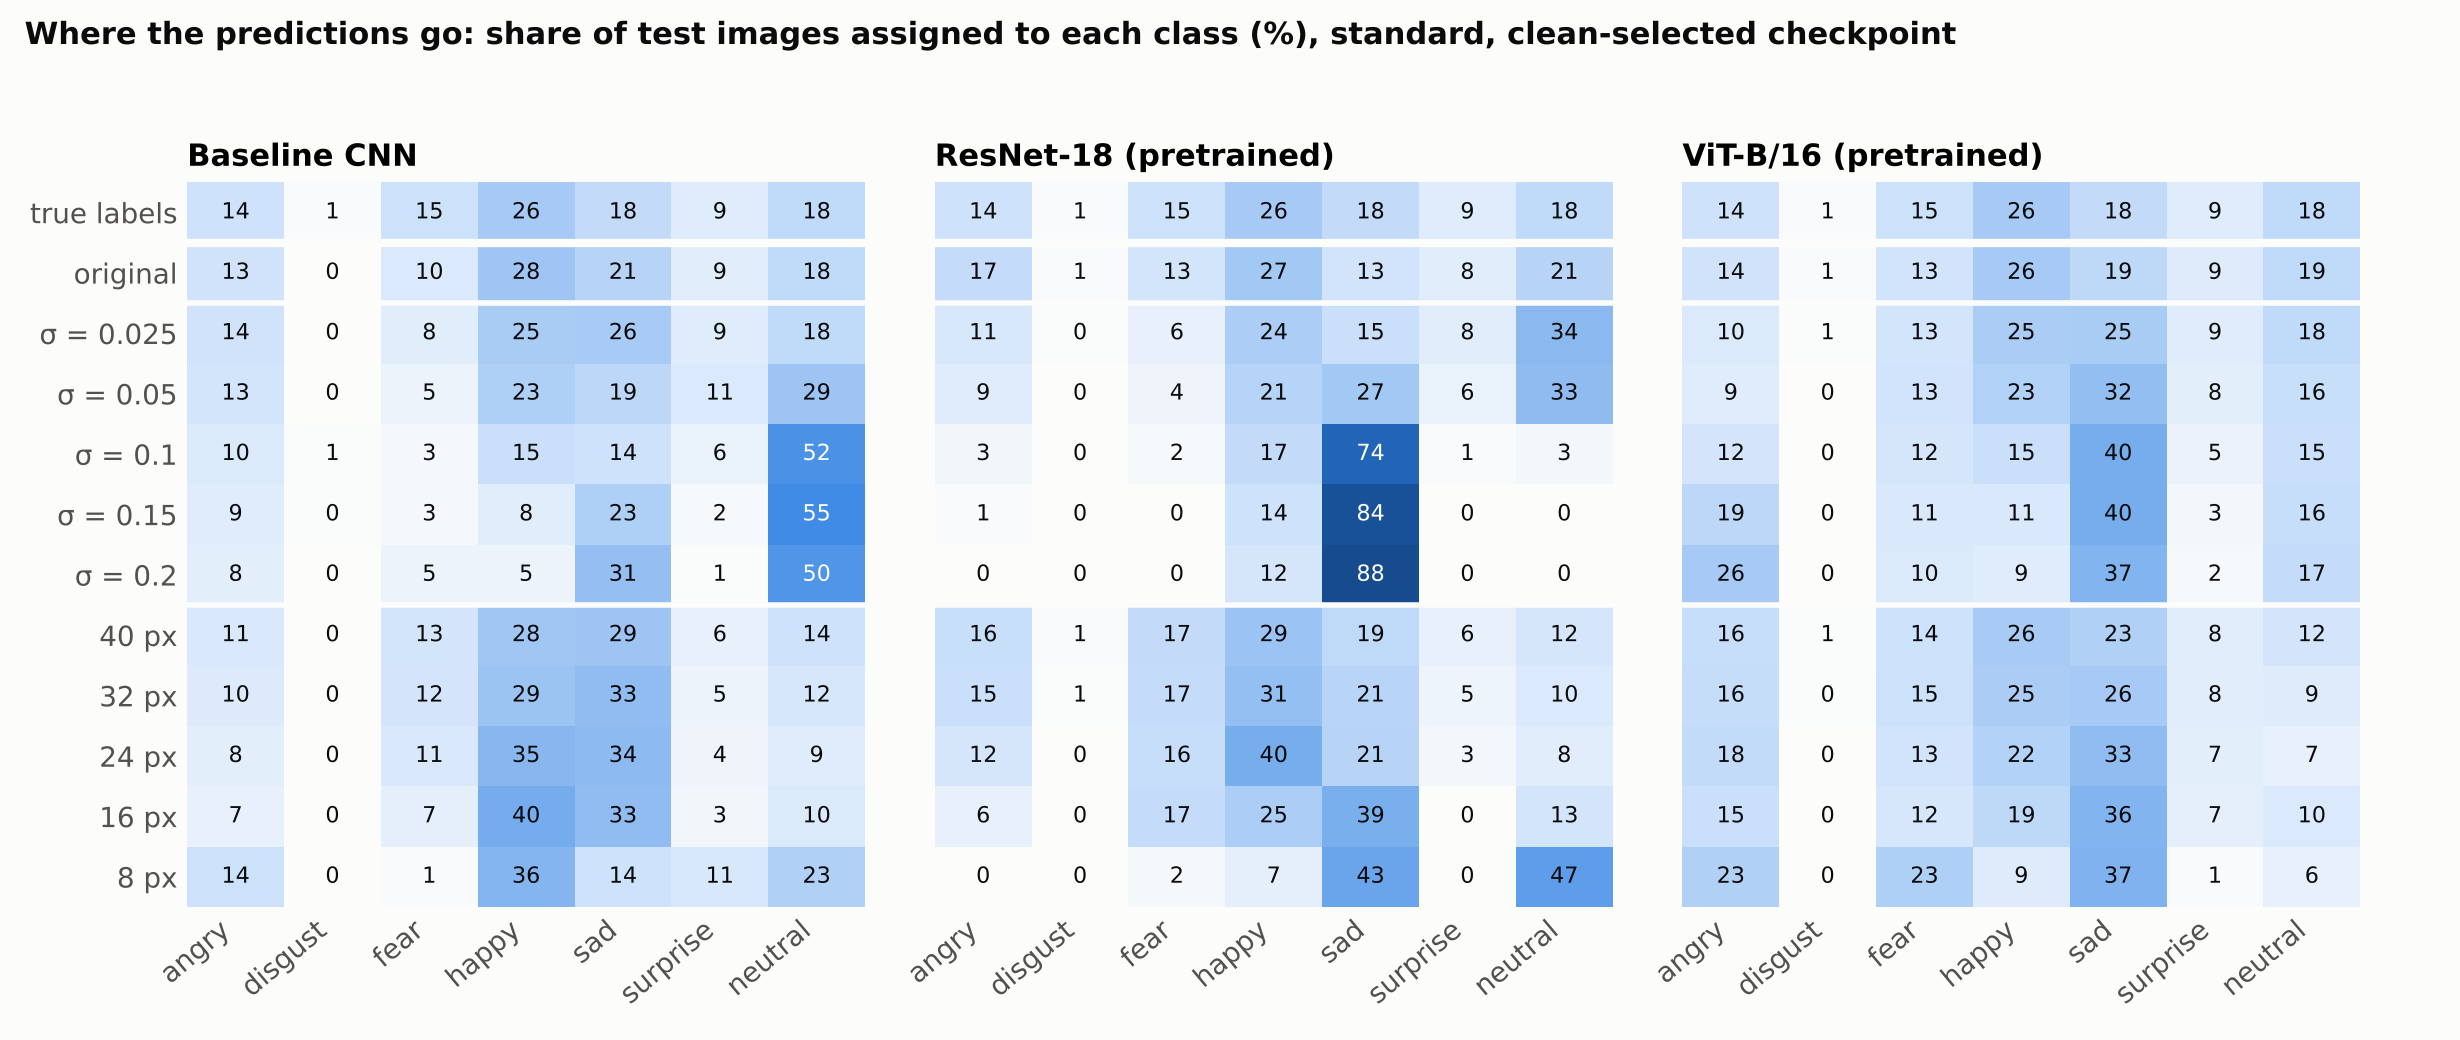 Where the predictions go: share of test images assigned to each class (%), standard, clean-selected checkpoint
Baseline CNN ResNet-18 (pretrained) ViT-B/16 (pretrained)
true labels 14 1 15 26 18 9 18 14 1 15 26 18 9 18 14 1 15 26 18 9 18
original 13 0 10 28 21 9 18 17 1 13 27 13 8 21 14 1 13 26 19 9 19
σ = 0.025 14 0 8 25 26 9 18 11 0 6 24 15 8 34 10 1 13 25 25 9 18
σ = 0.05 13 0 5 23 19 11 29 9 0 4 21 27 6 33 9 0 13 23 32 8 16
σ = 0.1 10 1 3 15 14 6 52 3 0 2 17 74 1 3 12 0 12 15 40 5 15
σ = 0.15 9 0 3 8 23 2 55 1 0 0 14 84 0 0 19 0 11 11 40 3 16
σ = 0.2 8 0 5 5 31 1 50 0 0 0 12 88 0 0 26 0 10 9 37 2 17
40 px 11 0 13 28 29 6 14 16 1 17 29 19 6 12 16 1 14 26 23 8 12
32 px 10 0 12 29 33 5 12 15 1 17 31 21 5 10 16 0 15 25 26 8 9
24 px 8 0 11 35 34 4 9 12 0 16 40 21 3 8 18 0 13 22 33 7 7
16 px 7 0 7 40 33 3 10 6 0 17 25 39 0 13 15 0 12 19 36 7 10
8 px 14 0 1 36 14 11 23 0 0 2 7 43 0 47 23 0 23 9 37 1 6
angry disgust fear happy sad surprise neutral angry disgust fear happy sad surprise neutral angry disgust fear happy sad surprise neutral